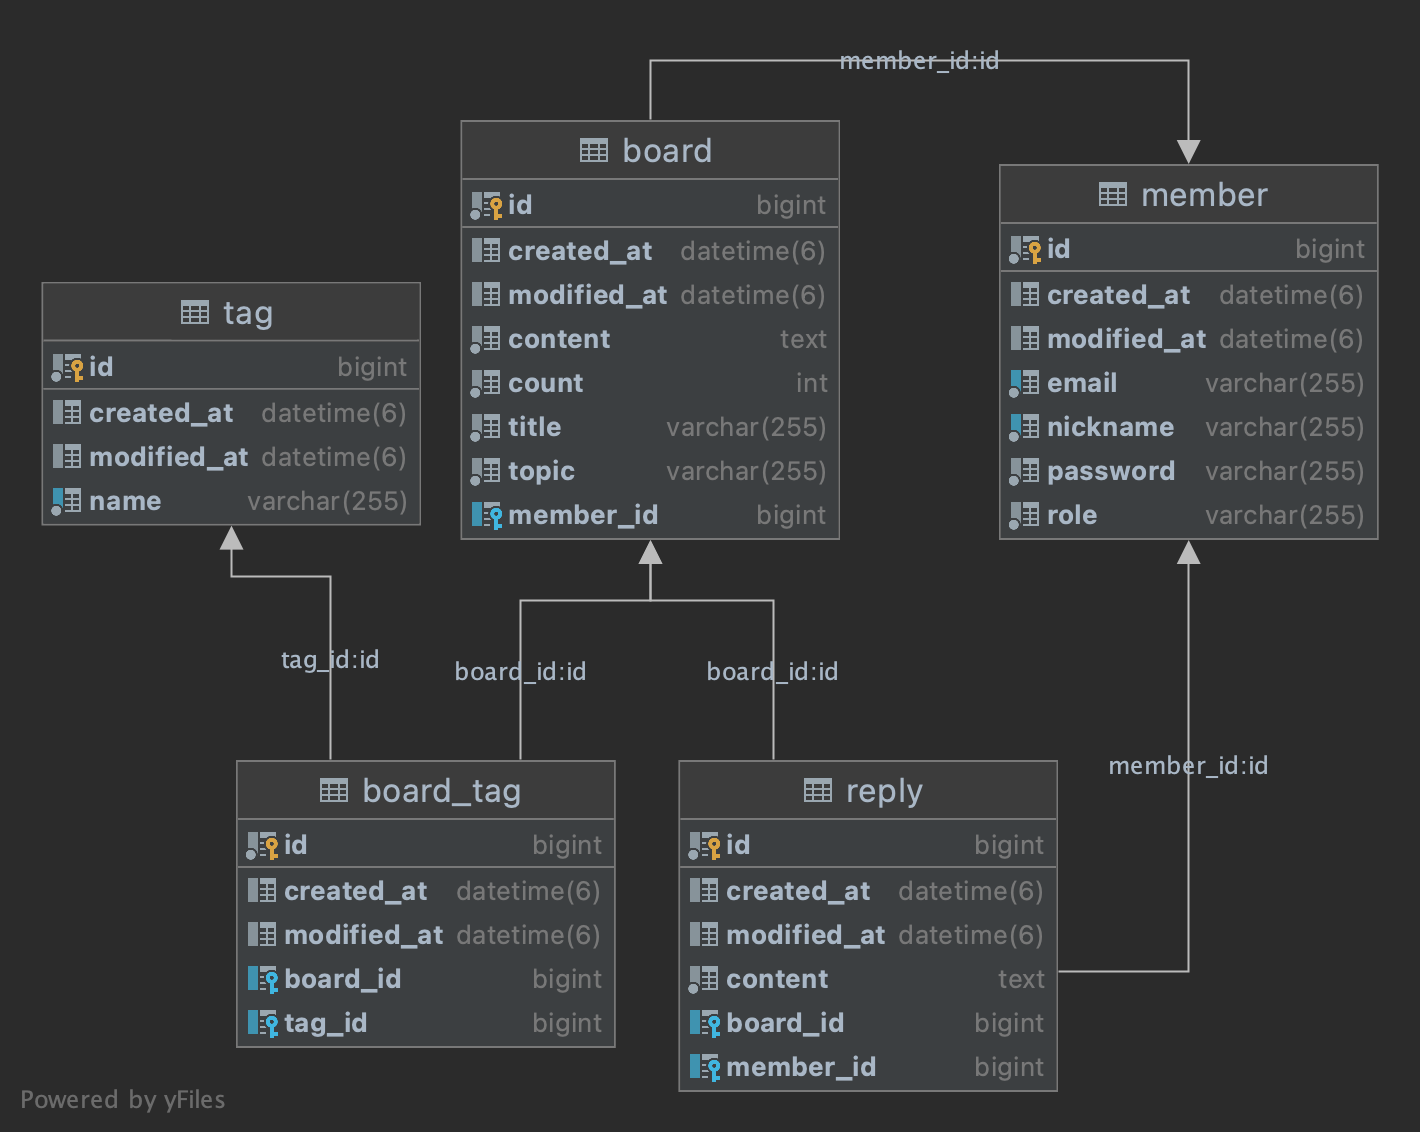 member_id:id
board
id bigint
created_at datetime(6)
modified_at datetime(6)
content text
count int
title varchar(255)
topic varchar(255)
member_id bigint
member
id bigint
created_at datetime(6)
modified_at datetime(6)
email varchar(255)
nickname varchar(255)
password varchar(255)
role varchar(255)
tag
id bigint
created_at datetime(6)
modified_at datetime(6)
name varchar(255)
tag_id:id
board_id:id
board_id:id
member_id:id
board_tag
id bigint
created_at datetime(6)
modified_at datetime(6)
board_id bigint
tag_id bigint
reply
id bigint
created_at datetime(6)
modified_at datetime(6)
content text
board_id bigint
member_id bigint
Powered by yFiles